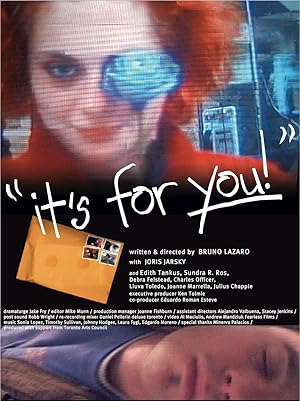 "it's for you!"
written & directed by BRUNO LAZARO
with JORIS JARSKY
and Edith Tankus, Sundra R. Ros,
Debra Felstead, Charles Officer,
Lluva Toledo, Joanne Marrella, Julius Chapple
executive producer Ken Tolmie
co-producer Eduardo Roman Esteve
dramaturge Jake Fry / editor Mike Munn / production manager Joanne Fishburn / assistant directors Alejandro Valbuena, Stacey Jenkins /
post sound Robb Wright / re-recording mixer Daniel Pellerin deluxe toronto / video Al Maciulis, Andrew Mandziuk Fearless Films /
music Sonia Lopez, Timothy Sullivan, Johnny Hodges, Laura Fygi, Edgardo Moreno / special thanks Minerva Palacios /
produced with support from Toronto Arts Council